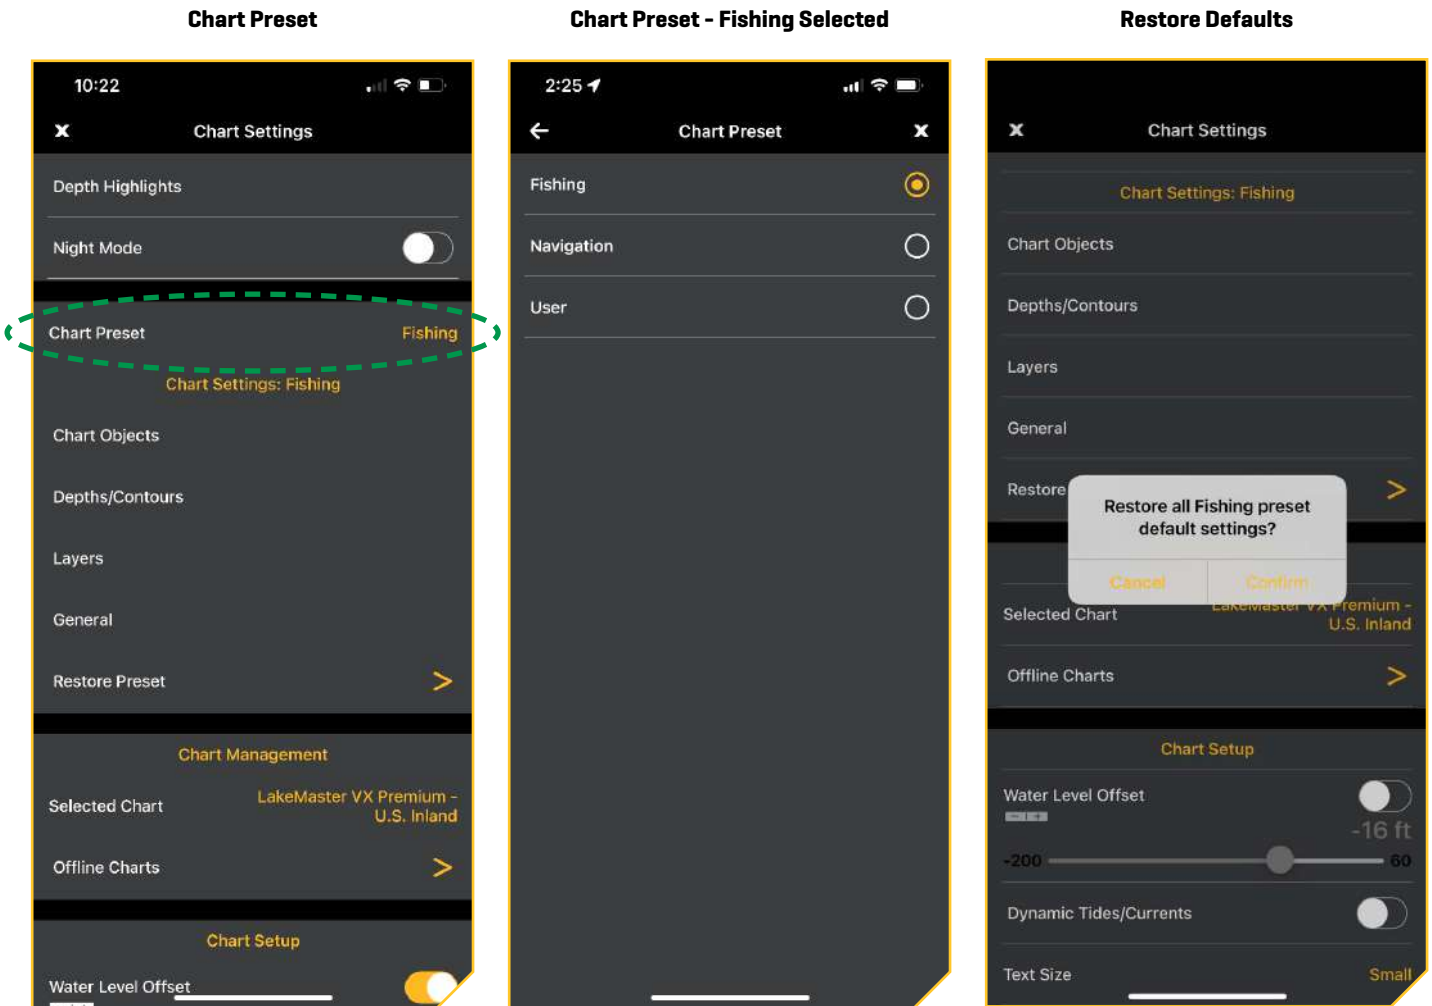 Chart Preset
10:22
Chart Settings
Depth Highlights
Night Mode
Chart Preset Fishing
Chart Settings: Fishing
Chart Objects
Depths/Contours
Layers
General
Restore Preset
Chart Management
Selected Chart LakeMaster VX Premium -
U.S. Inland
Offline Charts
Chart Setup
Water Level Offset
Chart Preset - Fishing Selected
2:25
Chart Preset
Fishing
Navigation
User
Restore Defaults
Chart Settings
Chart Settings: Fishing
Chart Objects
Depths/Contours
Layers
General
Restore
Restore all Fishing preset
default settings?
Cancel Confirm
Selected Chart LakeMaster VX Premium -
U.S. Inland
Offline Charts
Chart Setup
Water Level Offset
-16 ft
-200 60
Dynamic Tides/Currents
Text Size Small